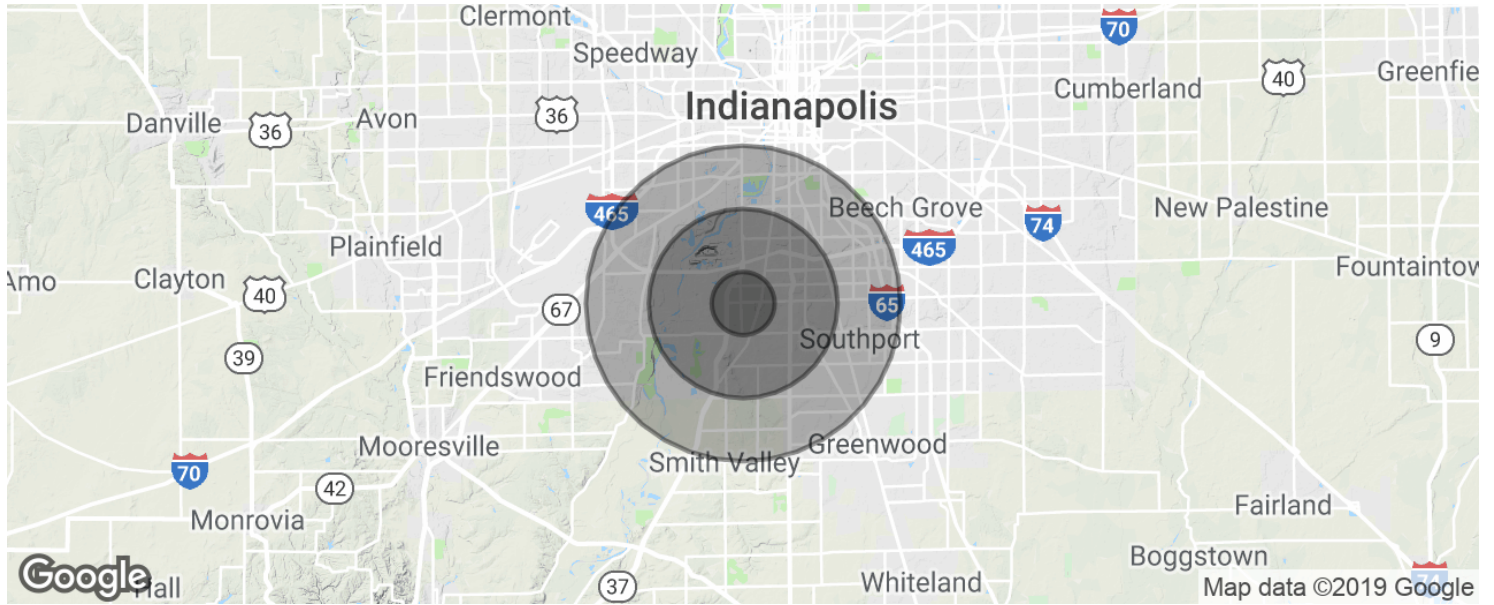 Clermont
70
Speedway
Greenfie
40
Cumberland
Indianapolis
36
Avon
Danville
36
465
Beech Grove
New Palestine
74
Plainfield
465
Fountaintow
Amo
Clayton
40
67
65
Southport
9
39
Friendswood
Mooresville
Greenwood
Smith Valley
70
42
Fairland
Monrovia
Boggstown
Google
Hall
37
Whiteland
74
Map data ©2019 Google